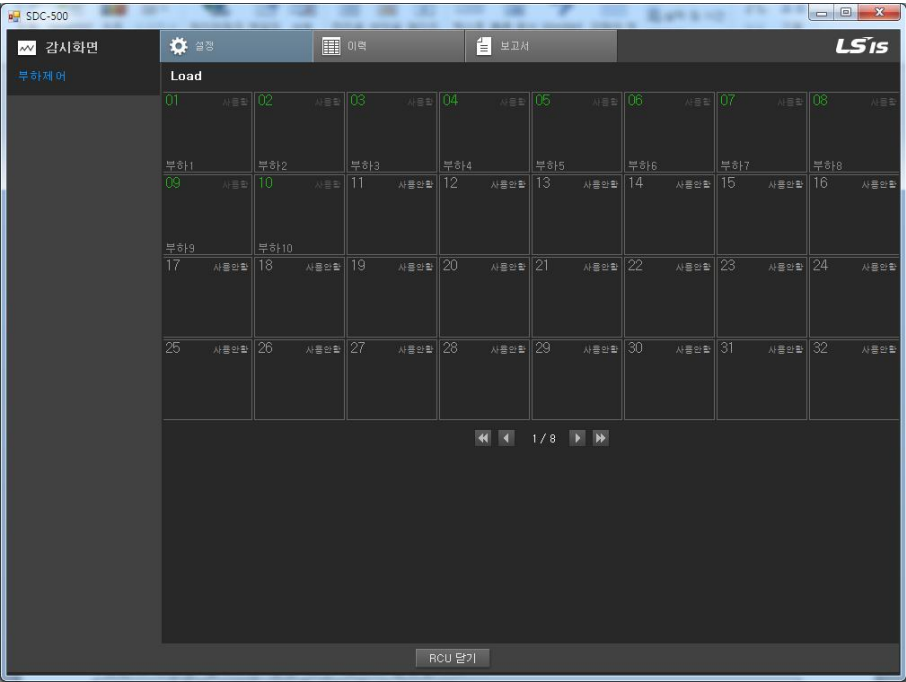 SDC-500
감시화면
설정
이력
보고서
LSis
부하제어
Load
01 사용함 02 사용함 03 사용함 04 사용함 05 사용함 06 사용함 07 사용함 08 사용함
부하1 부하2 부하3 부하4 부하5 부하6 부하7 부하8
09 사용함 10 사용함 11 사용안함 12 사용안함 13 사용안함 14 사용안함 15 사용안함 16 사용안함
부하9 부하10
17 사용안함 18 사용안함 19 사용안함 20 사용안함 21 사용안함 22 사용안함 23 사용안함 24 사용안함
25 사용안함 26 사용안함 27 사용안함 28 사용안함 29 사용안함 30 사용안함 31 사용안함 32 사용안함
1 / 8
RCU 닫기